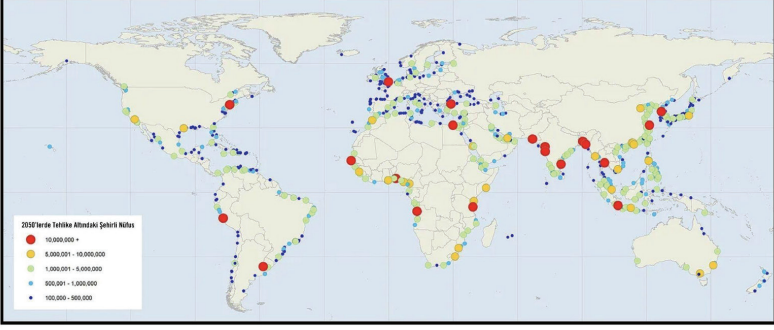 2050'lerde Tehlike Altındaki Şehirli Nüfus
10,000,000 +
5,000,001 - 10,000,000
1,000,001 - 5,000,000
500,001 - 1,000,000
100,000 - 500,000